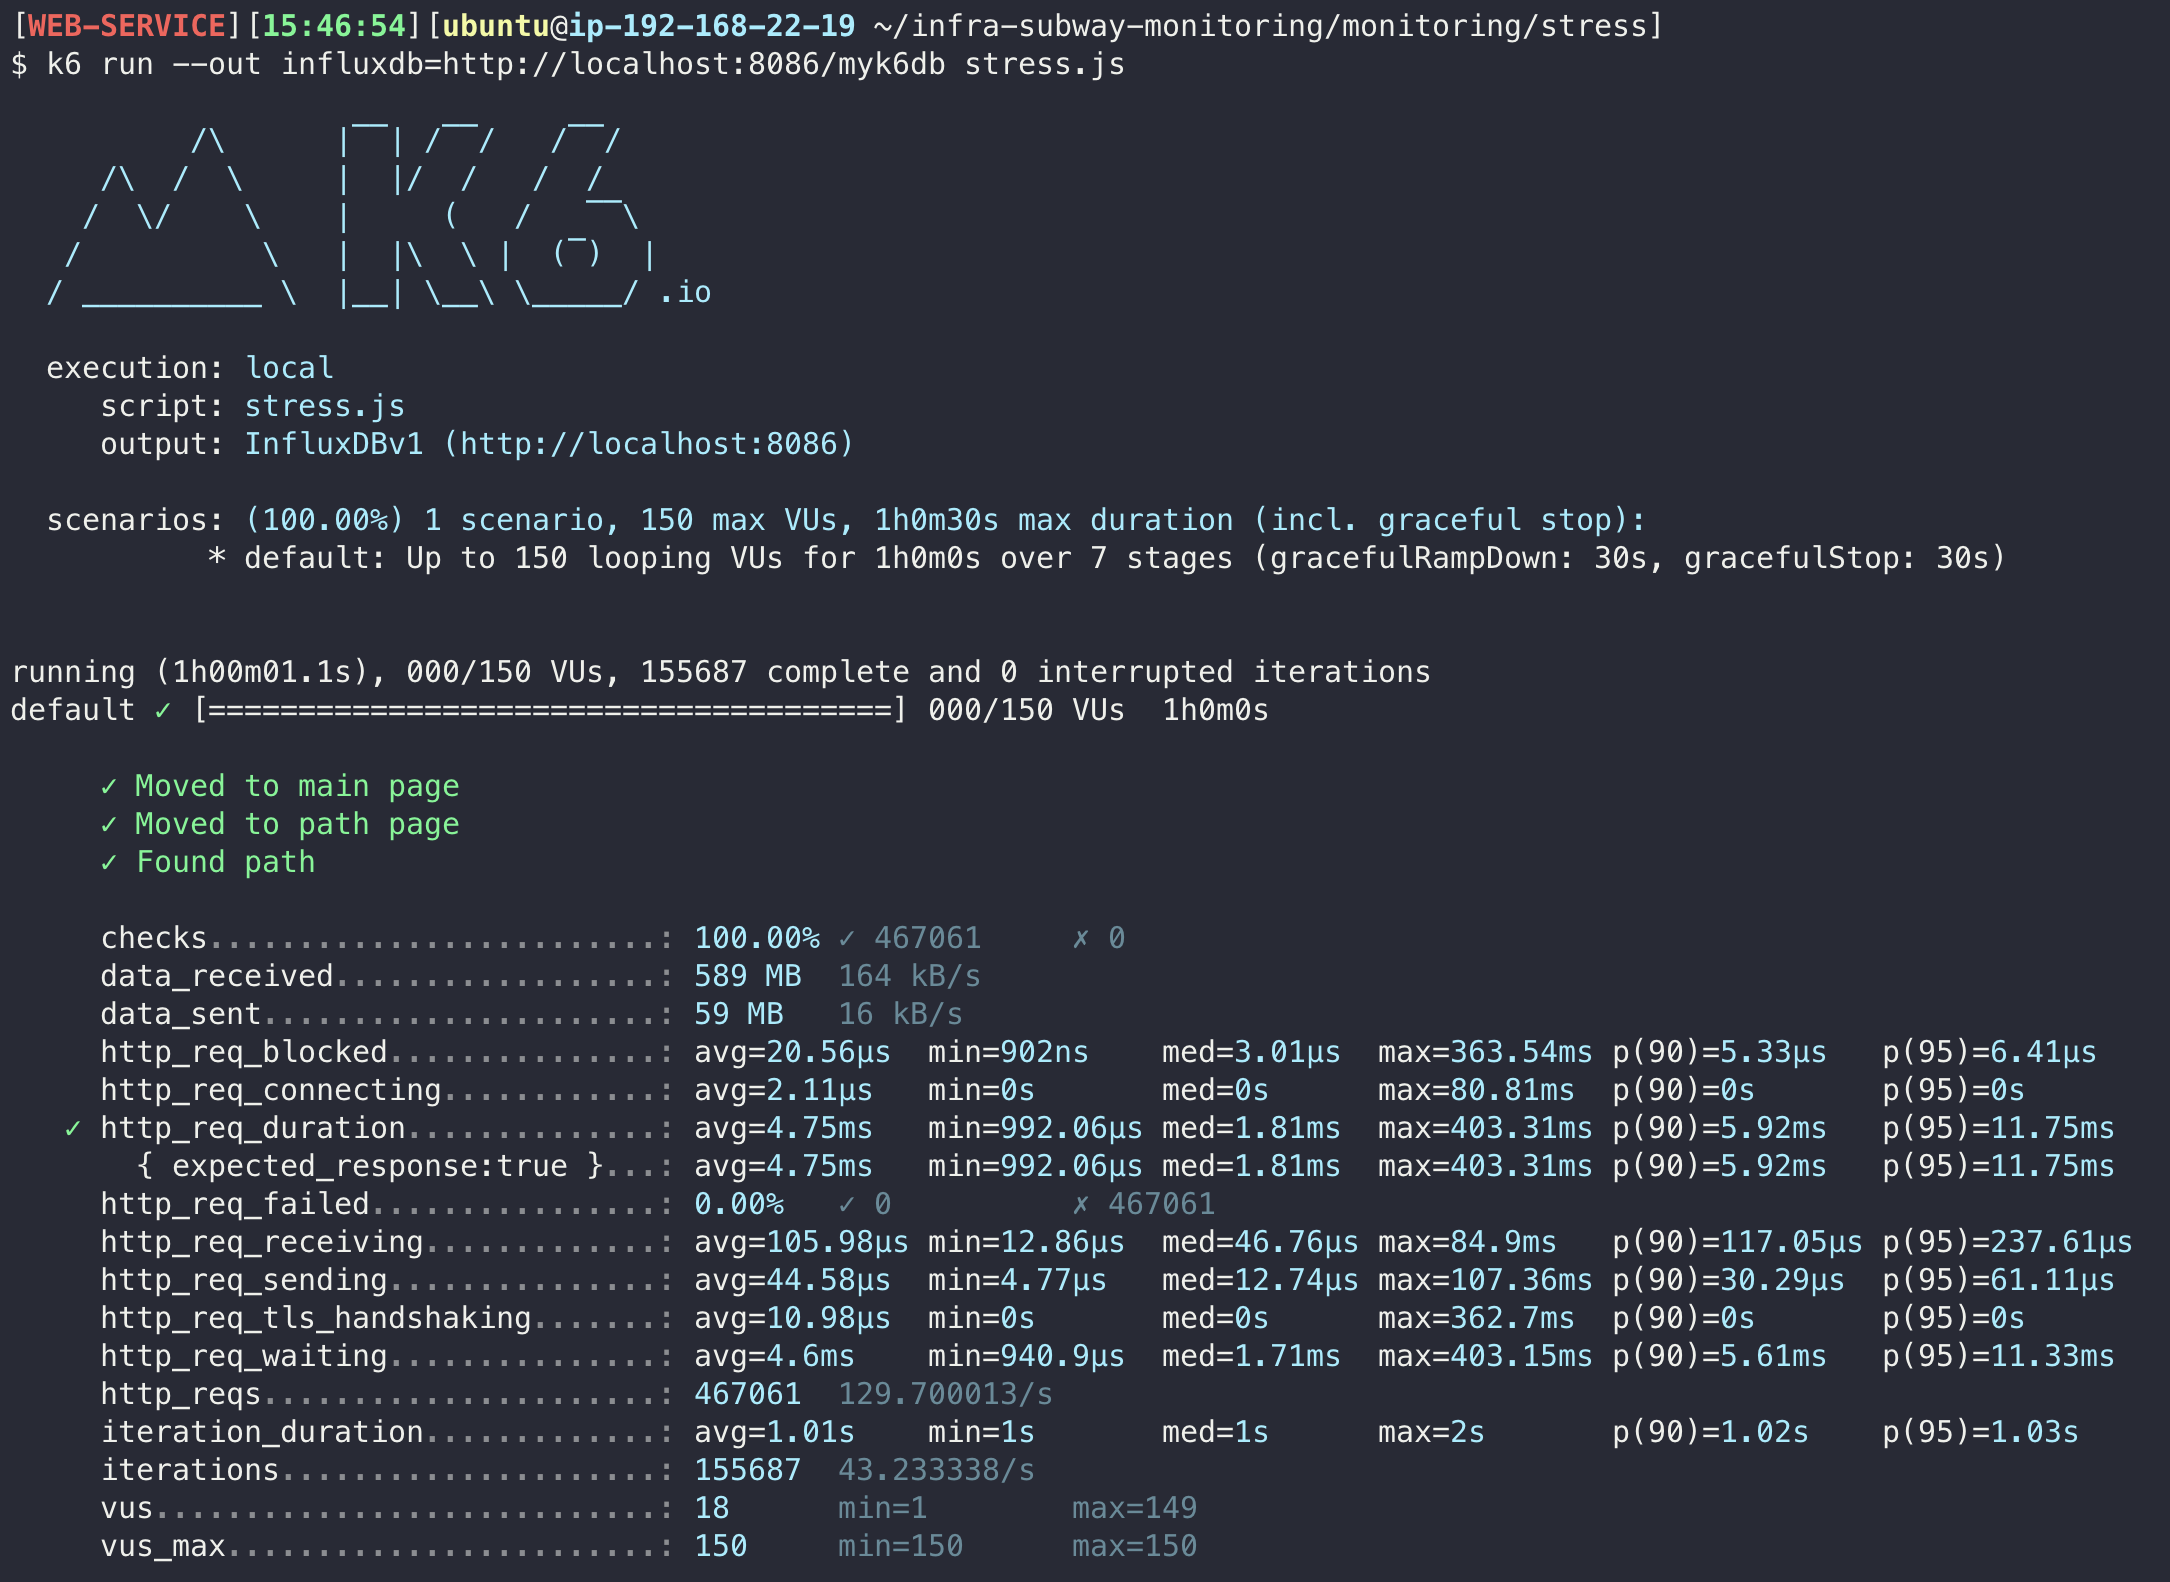 [WEB-SERVICE][15:46:54][ubuntu@ip-192-168-22-19 ~/infra-subway-monitoring/monitoring/stress]
$ k6 run --out influxdb=http://localhost:8086/myk6db stress.js
          /\      |‾‾| /‾‾/   /‾‾/
     /\  /  \     |  |/  /   /  /
    /  \/    \    |     (   /   ‾‾\
   /          \   |  |\  \ |  (‾)  |
  / __________ \  |__| \__\ \_____/ .io
execution: local
script: stress.js
output: InfluxDBv1 (http://localhost:8086)
scenarios: (100.00%) 1 scenario, 150 max VUs, 1h0m30s max duration (incl. graceful stop):
* default: Up to 150 looping VUs for 1h0m0s over 7 stages (gracefulRampDown: 30s, gracefulStop: 30s)
running (1h00m01.1s), 000/150 VUs, 155687 complete and 0 interrupted iterations
default ✓ [======================================] 000/150 VUs  1h0m0s
✓ Moved to main page
✓ Moved to path page
✓ Found path
checks.........................: 100.00% ✓ 467061     ✗ 0
data_received..................: 589 MB  164 kB/s
data_sent......................: 59 MB   16 kB/s
http_req_blocked...............: avg=20.56µs  min=902ns    med=3.01µs  max=363.54ms p(90)=5.33µs   p(95)=6.41µs
http_req_connecting............: avg=2.11µs   min=0s       med=0s      max=80.81ms  p(90)=0s       p(95)=0s
✓ http_req_duration..............: avg=4.75ms   min=992.06µs med=1.81ms  max=403.31ms p(90)=5.92ms   p(95)=11.75ms
{ expected_response:true }...: avg=4.75ms   min=992.06µs med=1.81ms  max=403.31ms p(90)=5.92ms   p(95)=11.75ms
http_req_failed................: 0.00%   ✓ 0          ✗ 467061
http_req_receiving.............: avg=105.98µs min=12.86µs  med=46.76µs max=84.9ms   p(90)=117.05µs p(95)=237.61µs
http_req_sending...............: avg=44.58µs  min=4.77µs   med=12.74µs max=107.36ms p(90)=30.29µs  p(95)=61.11µs
http_req_tls_handshaking.......: avg=10.98µs  min=0s       med=0s      max=362.7ms  p(90)=0s       p(95)=0s
http_req_waiting...............: avg=4.6ms    min=940.9µs  med=1.71ms  max=403.15ms p(90)=5.61ms   p(95)=11.33ms
http_reqs......................: 467061  129.700013/s
iteration_duration.............: avg=1.01s    min=1s       med=1s      max=2s       p(90)=1.02s    p(95)=1.03s
iterations.....................: 155687  43.233338/s
vus............................: 18      min=1        max=149
vus_max........................: 150     min=150      max=150